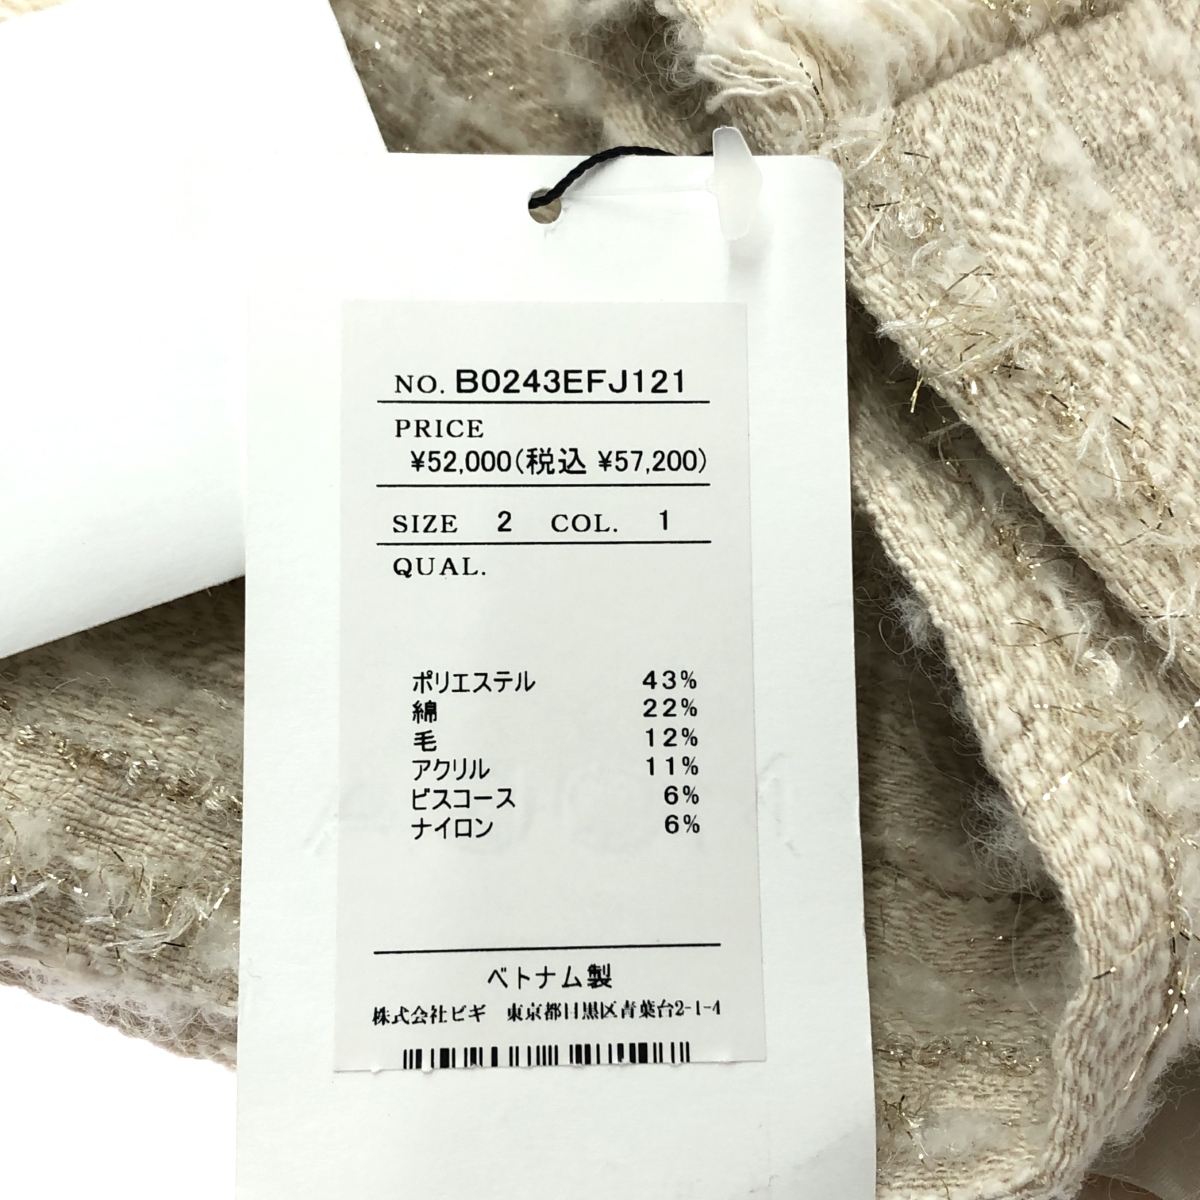 NO. B0243EFJ121
PRICE
¥52,000(税込 ¥57,200)
SIZE 2 COL. 1
QUAL.
ポリエステル 43%
綿 22%
毛 12%
アクリル 11%
ビスコース 6%
ナイロン 6%
ベトナム製
株式会社ビギ 東京都目黒区青葉台2-1-4